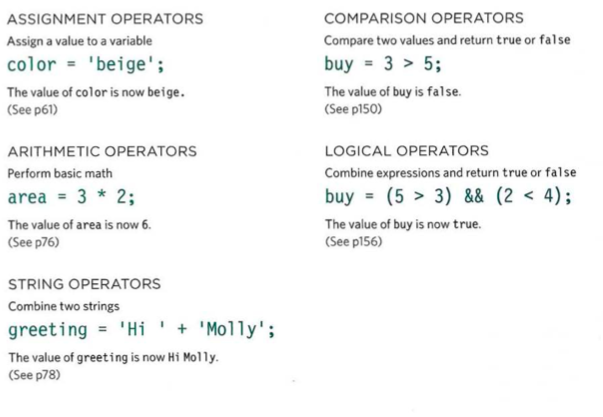 ASSIGNMENT OPERATORS
Assign a value to a variable
color = 'beige';
The value of color is now beige.
(See p61)
ARITHMETIC OPERATORS
Perform basic math
area = 3 * 2;
The value of area is now 6.
(See p76)
STRING OPERATORS
Combine two strings
greeting = 'Hi ' + 'Molly';
The value of greeting is now Hi Molly.
(See p78)
COMPARISON OPERATORS
Compare two values and return true or false
buy = 3 > 5;
The value of buy is false.
(See p150)
LOGICAL OPERATORS
Combine expressions and return true or false
buy = (5 > 3) && (2 < 4);
The value of buy is now true.
(See p156)